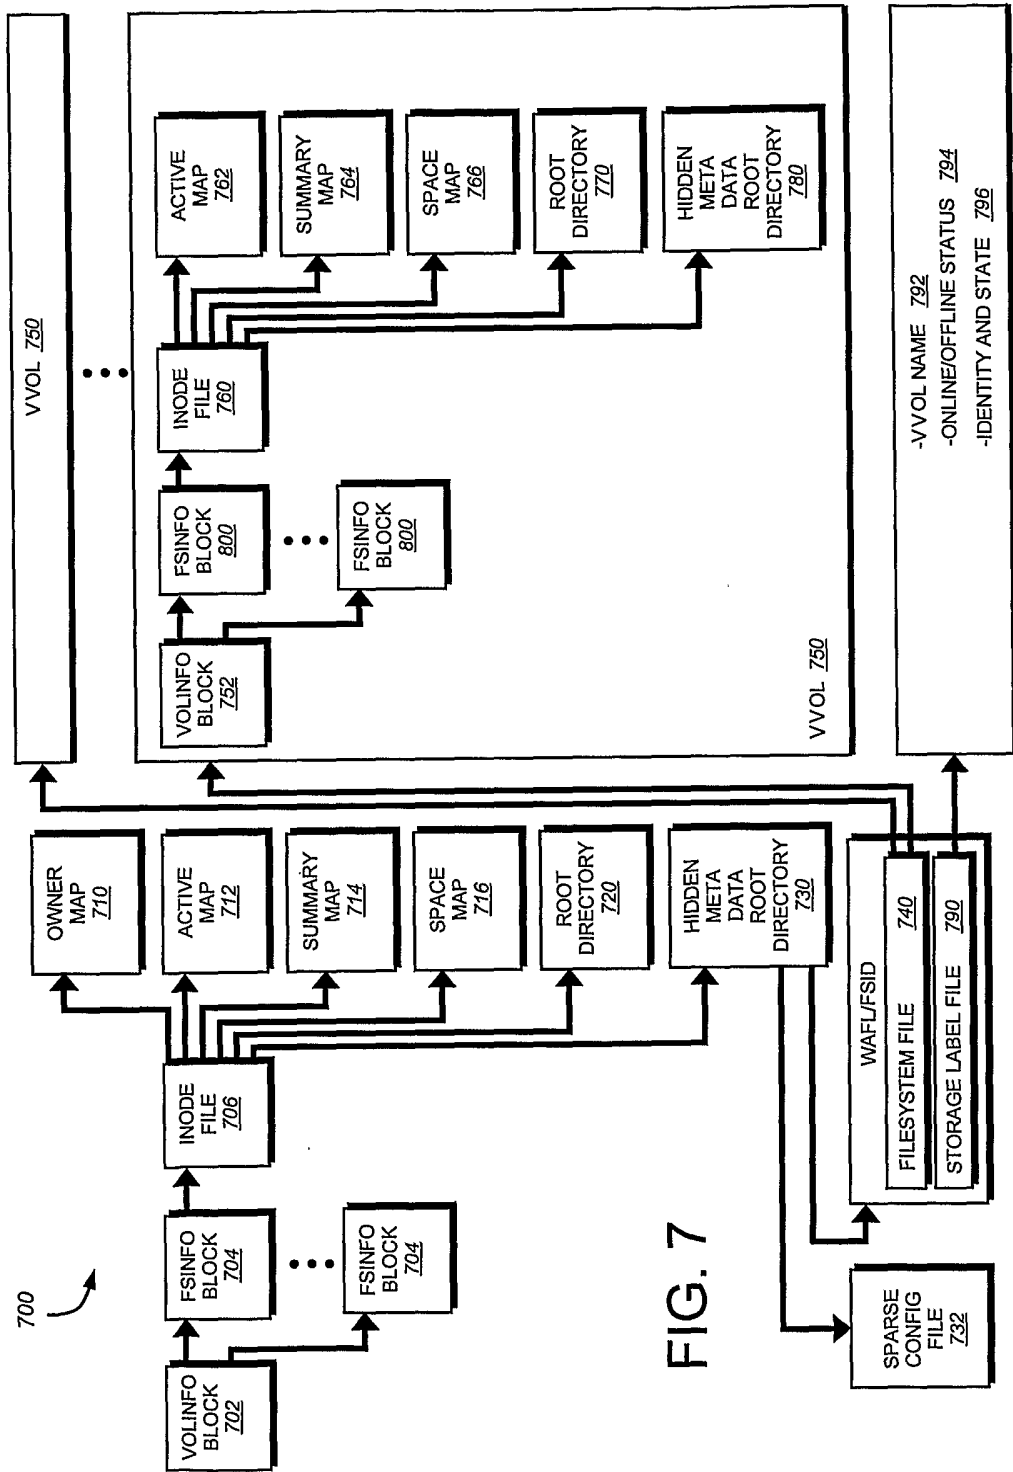 700
VOLINFO
BLOCK
702
FSINFO
BLOCK
704
FSINFO
BLOCK
704
INODE
FILE
706
OWNER
MAP
710
ACTIVE
MAP
712
SUMMARY
MAP
714
SPACE
MAP
716
ROOT
DIRECTORY
720
HIDDEN
META
DATA
ROOT
DIRECTORY
730
SPARSE
CONFIG
FILE
732
WAFL/FSID
FILESYSTEM FILE 740
STORAGE LABEL FILE 790
VVOL 750
VOLINFO
BLOCK
752
FSINFO
BLOCK
800
FSINFO
BLOCK
800
INODE
FILE
760
ACTIVE
MAP
762
SUMMARY
MAP
764
SPACE
MAP
766
ROOT
DIRECTORY
770
HIDDEN
META
DATA
ROOT
DIRECTORY
780
VVOL 750
-VVOL NAME 792
-ONLINE/OFFLINE STATUS 794
-IDENTITY AND STATE 796
FIG. 7